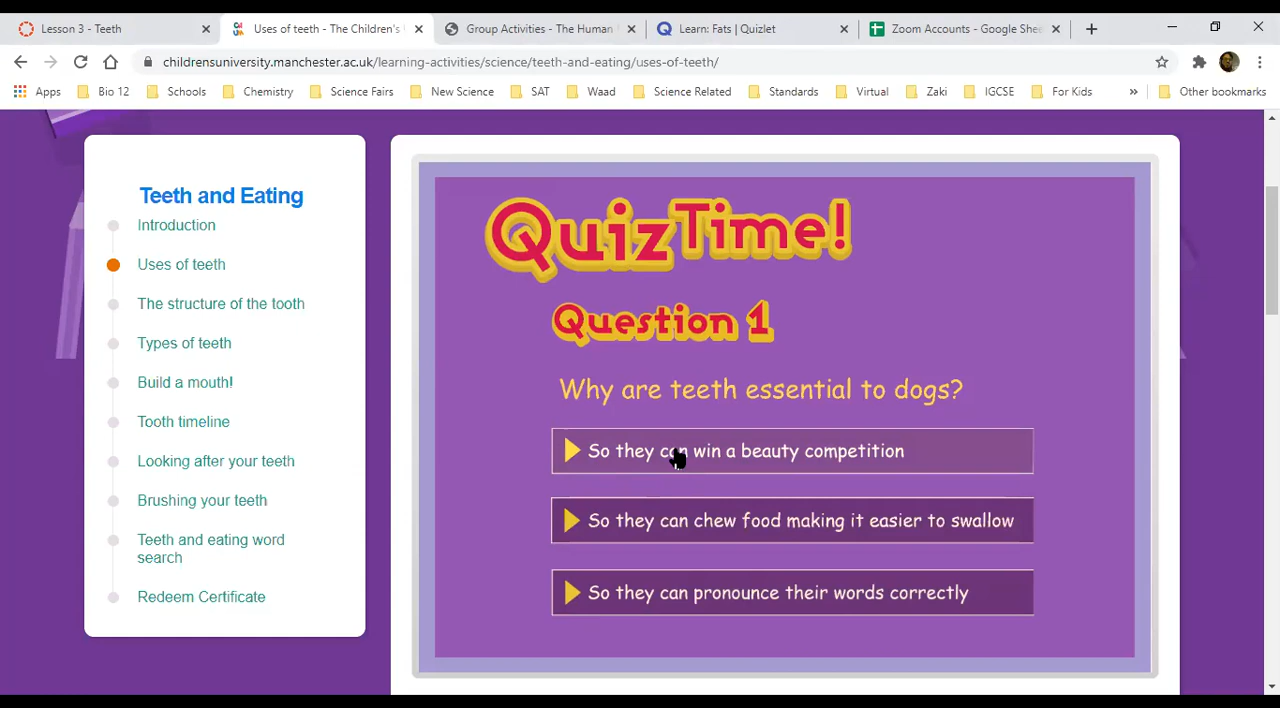 Lesson 3 - Teeth
Uses of teeth - The Children's
Group Activities - The Human
Learn: Fats | Quizlet
Zoom Accounts - Google Shee
childrensuniversity.manchester.ac.uk/learning-activities/science/teeth-and-eating/uses-of-teeth/
Apps
Bio 12
Schools
Chemistry
Science Fairs
New Science
SAT
Waad
Science Related
Standards
Virtual
Zaki
IGCSE
For Kids
»
Other bookmarks
Teeth and Eating
Introduction
Uses of teeth
The structure of the tooth
Types of teeth
Build a mouth!
Tooth timeline
Looking after your teeth
Brushing your teeth
Teeth and eating word
search
Redeem Certificate
QuizTime!
Question 1
Why are teeth essential to dogs?
So they can win a beauty competition
So they can chew food making it easier to swallow
So they can pronounce their words correctly